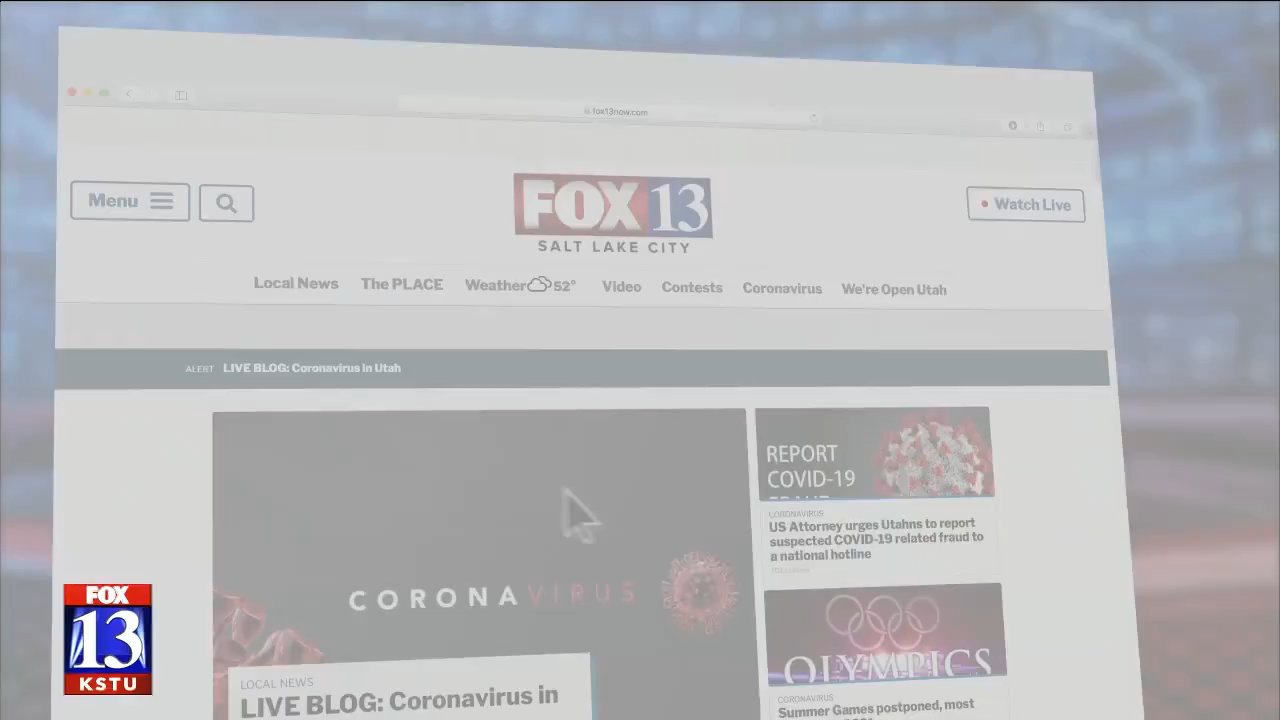 fox13now.com
Menu
FOX 13
SALT LAKE CITY
Watch Live
Local News The PLACE Weather 52° Video Contests Coronavirus We're Open Utah
ALERT LIVE BLOG: Coronavirus in Utah
CORONAVIRUS
LOCAL NEWS
LIVE BLOG: Coronavirus in
REPORT
COVID-19
CORONAVIRUS
US Attorney urges Utahns to report
suspected COVID-19 related fraud to
a national hotline
OLYMPICS
CORONAVIRUS
Summer Games postponed, most
FOX
13
KSTU